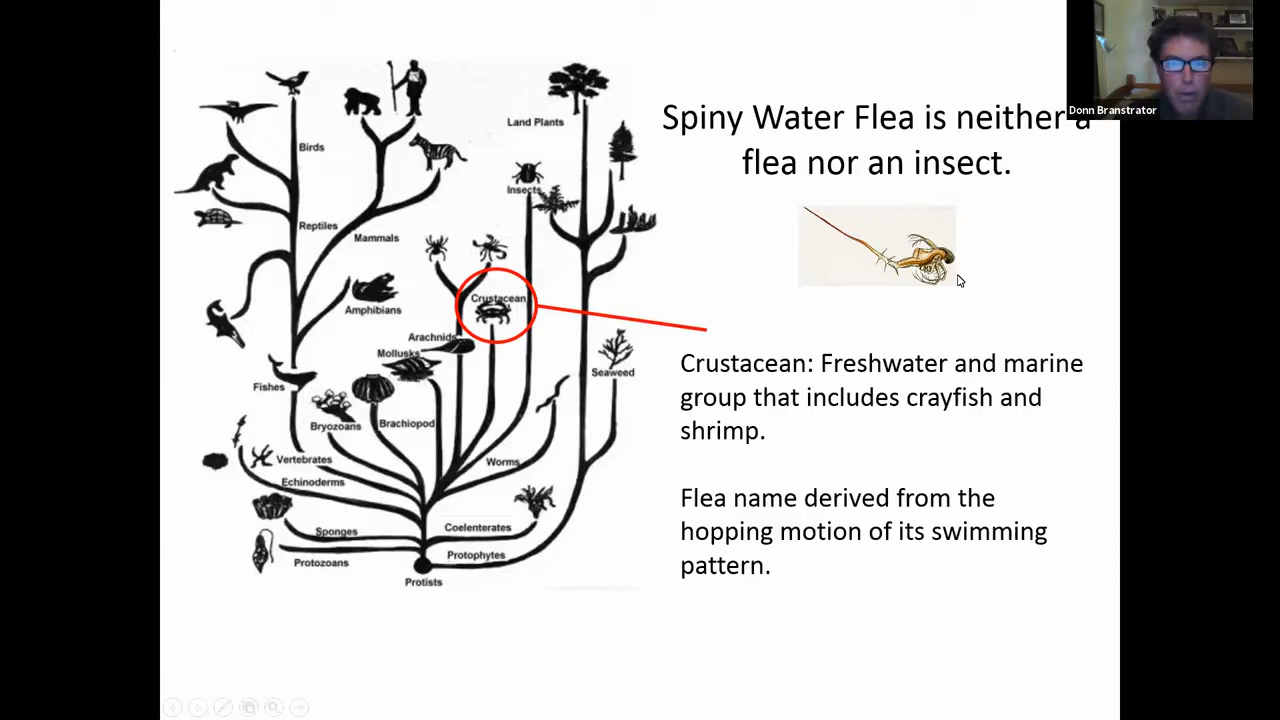 Donn Branstrator
Spiny Water Flea is neither a
flea nor an insect.
Land Plants
Birds
Insects
Reptiles
Mammals
Crustacean
Amphibians
Arachnids
Mollusks
Fishes
Seaweed
Bryozoans
Brachiopod
Vertebrates
Worms
Echinoderms
Sponges
Coelenterates
Protozoans
Protophytes
Protists
Crustacean: Freshwater and marine
group that includes crayfish and
shrimp.
Flea name derived from the
hopping motion of its swimming
pattern.